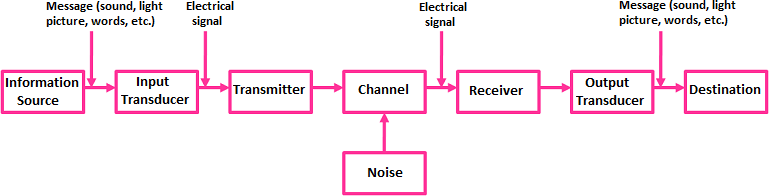 Message (sound, light
picture, words, etc.)
Electrical
signal
Electrical
signal
Message (sound, light
picture, words, etc.)
Information
Source
Input
Transducer
Transmitter
Channel
Receiver
Output
Transducer
Destination
Noise